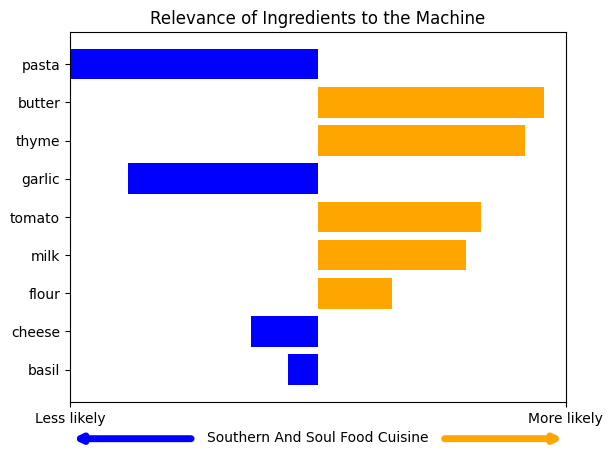 Relevance of Ingredients to the Machine
pasta
butter
thyme
garlic
tomato
milk
flour
cheese
basil
Less likely More likely
Southern And Soul Food Cuisine